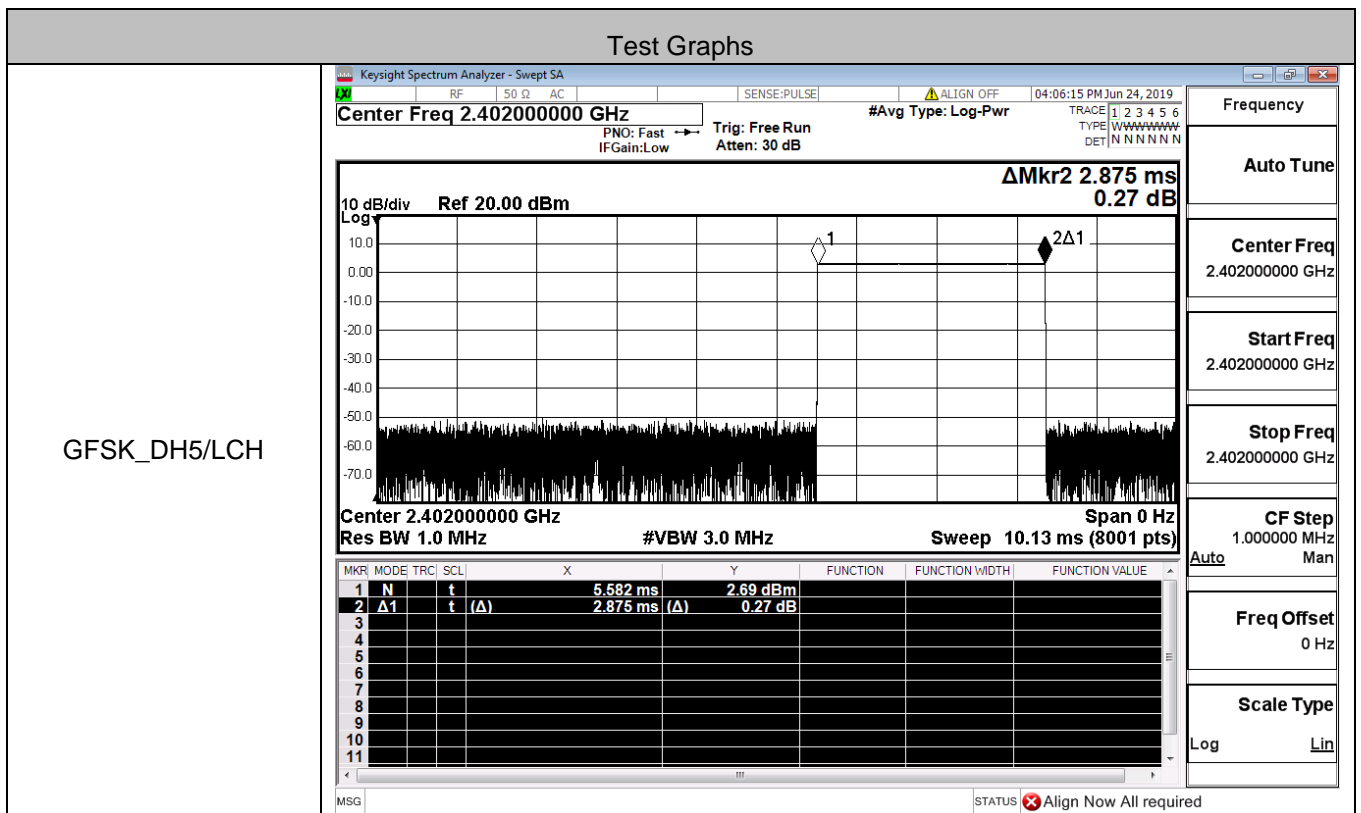 Test Graphs
GFSK_DH5/LCH
Keysight Spectrum Analyzer - Swept SA
LXI RF 50 Ω AC SENSE:PULSE ALIGN OFF 04:06:15 PM Jun 24, 2019
Center Freq 2.402000000 GHz
PNO: Fast
IFGain:Low
Trig: Free Run
Atten: 30 dB
#Avg Type: Log-Pwr
TRACE 1 2 3 4 5 6
TYPE WWWWWW
DET N N N N N N
ΔMkr2 2.875 ms
0.27 dB
10 dB/div Ref 20.00 dBm
Log
10.0
0.00
-10.0
-20.0
-30.0
-40.0
-50.0
-60.0
-70.0
1
2Δ1
Center 2.402000000 GHz Span 0 Hz
Res BW 1.0 MHz #VBW 3.0 MHz Sweep 10.13 ms (8001 pts)
MKR MODE TRC SCL X Y FUNCTION FUNCTION WIDTH FUNCTION VALUE
1 N t 5.582 ms 2.69 dBm
2 Δ1 t (Δ) 2.875 ms (Δ) 0.27 dB
3
4
5
6
7
8
9
10
11
MSG STATUS Align Now All required
Frequency
Auto Tune
Center Freq
2.402000000 GHz
Start Freq
2.402000000 GHz
Stop Freq
2.402000000 GHz
CF Step
1.000000 MHz
Auto Man
Freq Offset
0 Hz
Scale Type
Log Lin